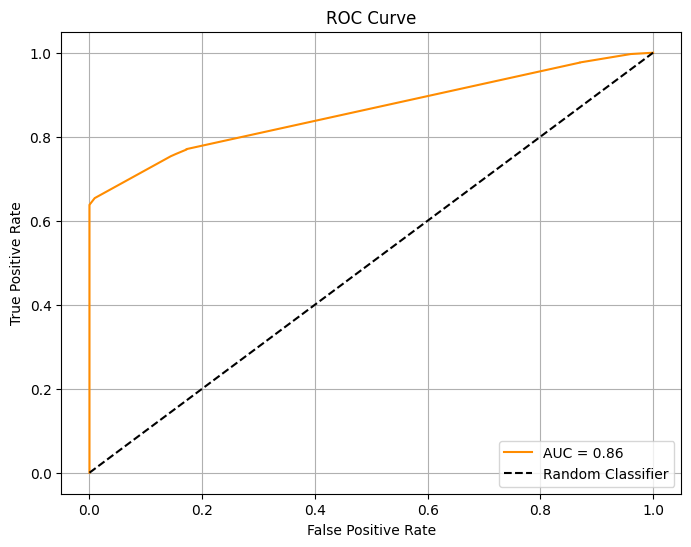 ROC Curve
True Positive Rate
1.0
0.8
0.6
0.4
0.2
0.0
0.0 0.2 0.4 0.6 0.8 1.0
False Positive Rate
AUC = 0.86
Random Classifier